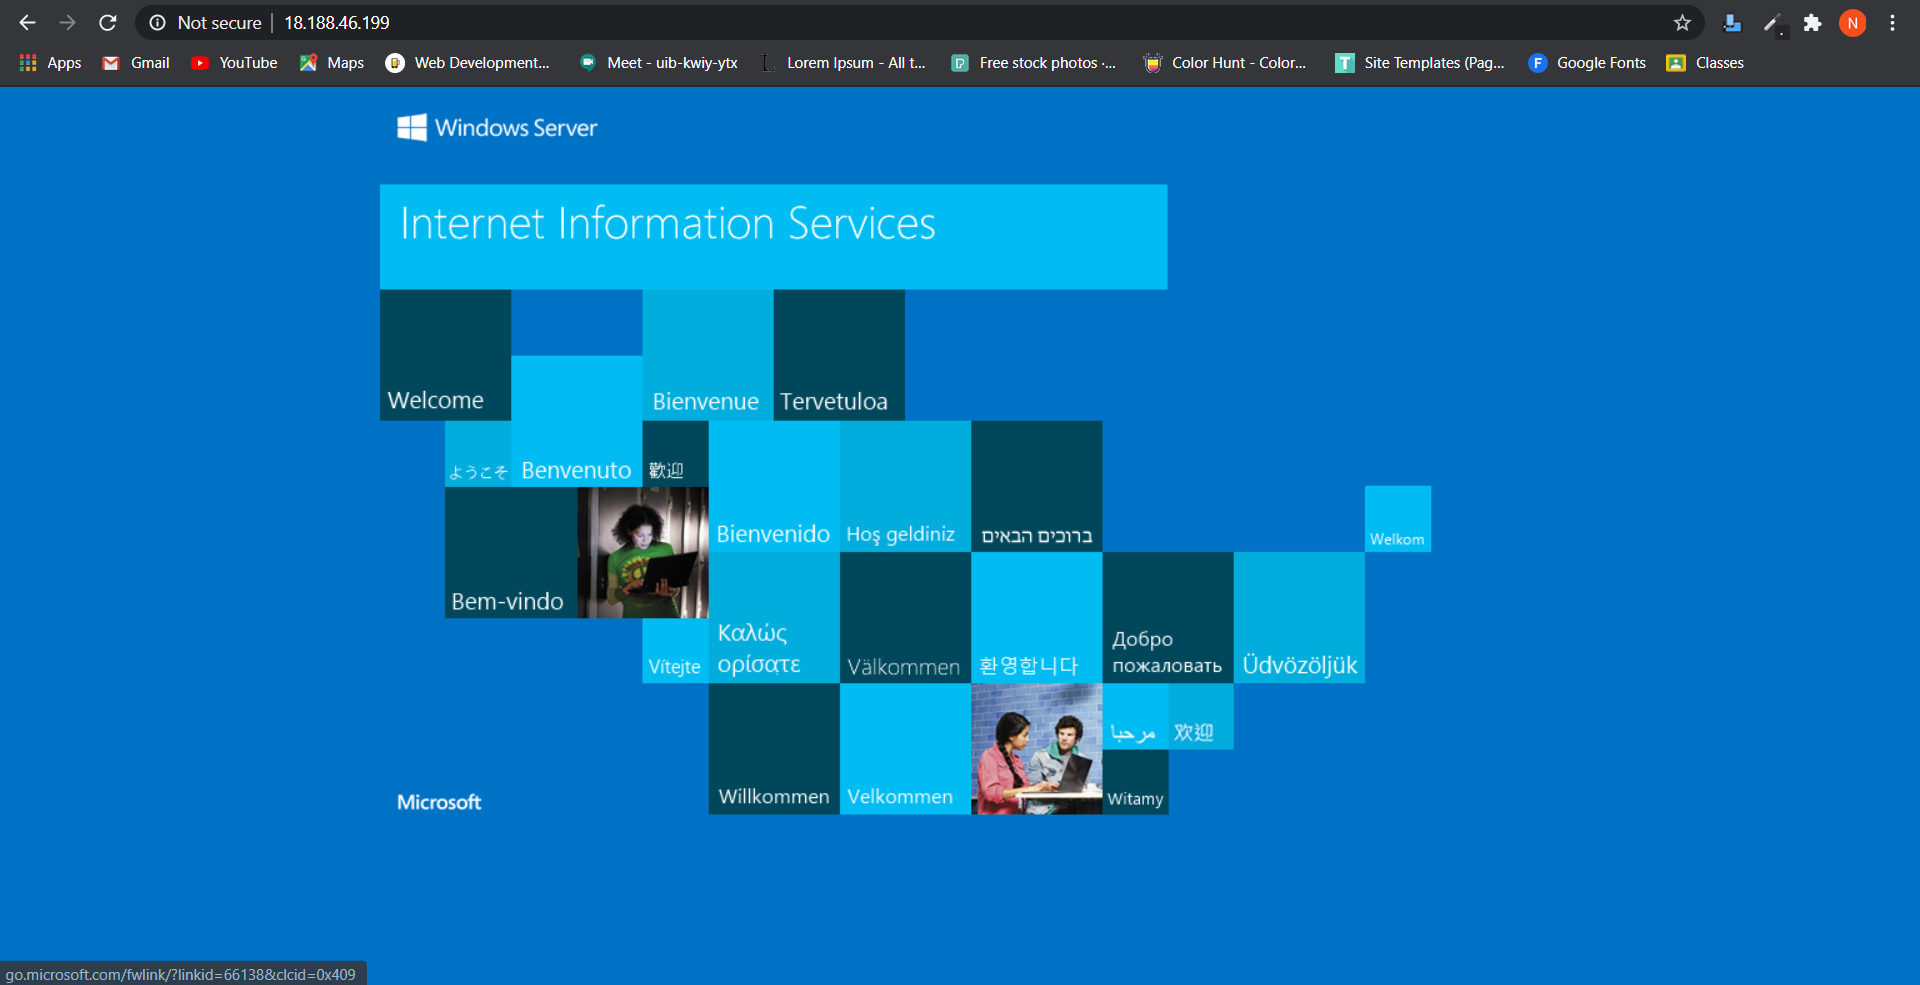 Not secure
18.188.46.199
N
Apps
Gmail
YouTube
Maps
Web Development...
Meet - uib-kwiy-ytx
Lorem Ipsum - All t...
Free stock photos ·...
Color Hunt - Color...
Site Templates (Pag...
Google Fonts
Classes
Windows Server
Internet Information Services
Welcome
Bienvenue
Tervetuloa
ようこそ
Benvenuto
歡迎
Bienvenido
Hoş geldiniz
ברוכים הבאים
Welkom
Bem-vindo
Vítejte
Καλώς
ορίσατε
Välkommen
환영합니다
Добро
пожаловать
Üdvözöljük
Microsoft
Willkommen
Velkommen
مرحبا
欢迎
Witamy
go.microsoft.com/fwlink/?linkid=66138&clcid=0x409